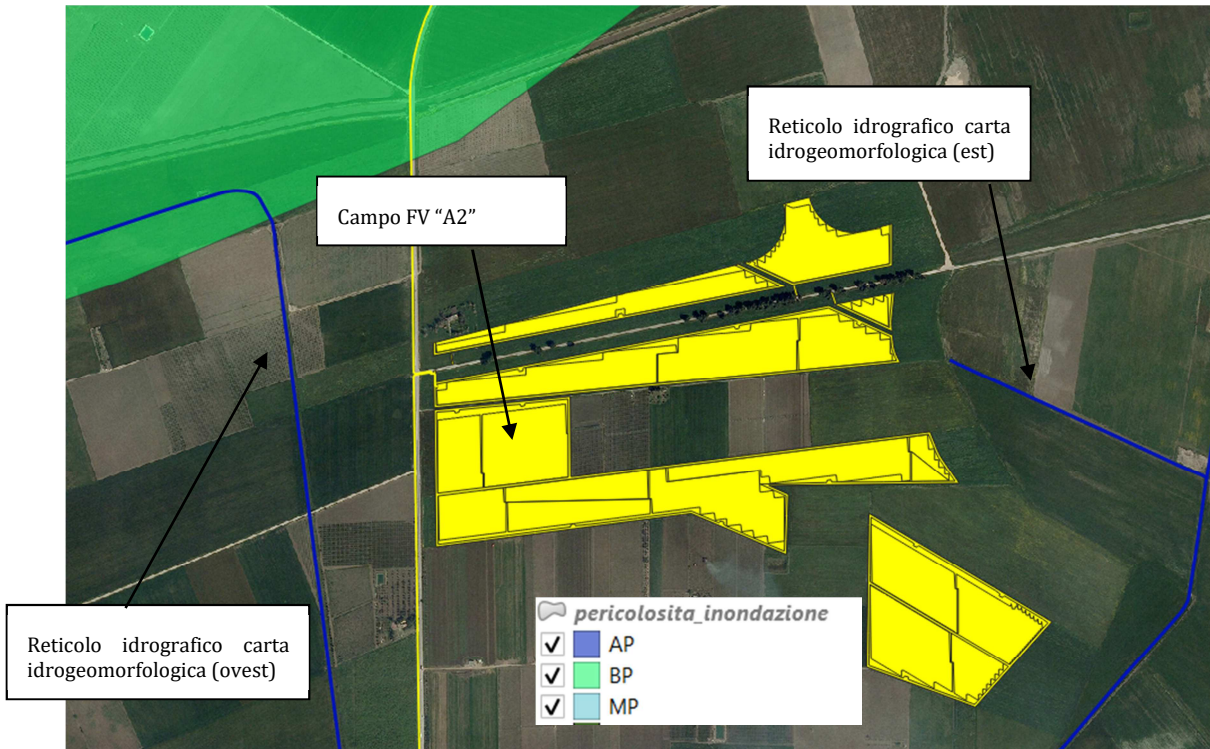 Reticolo idrografico carta
idrogeomorfologica (est)
Campo FV “A2”
Reticolo idrografico carta
idrogeomorfologica (ovest)
pericolosita_inondazione
AP
BP
MP